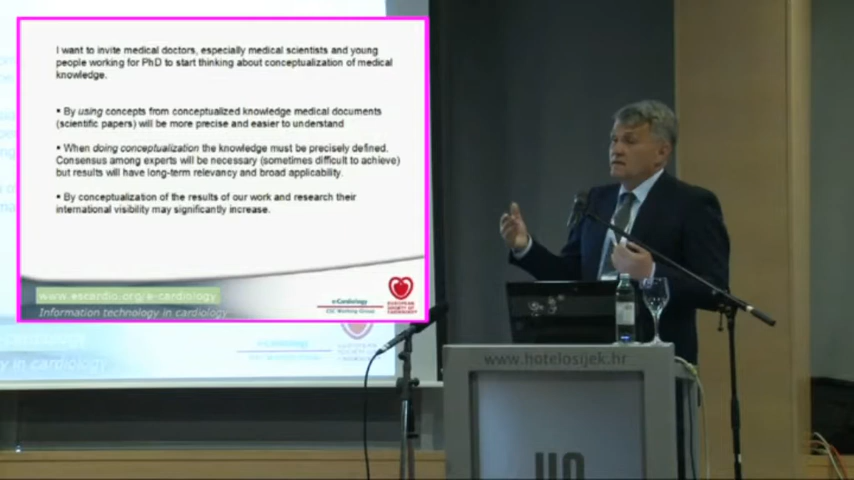 I want to invite medical doctors, especially medical scientists and young
people working for PhD to start thinking about conceptualization of medical
knowledge.
▪ By using concepts from conceptualized knowledge medical documents
(scientific papers) will be more precise and easier to understand
▪ When doing conceptualization the knowledge must be precisely defined.
Consensus among experts will be necessary (sometimes difficult to achieve)
but results will have long-term relevancy and broad applicability.
▪ By conceptualization of the results of our work and research their
international visibility may significantly increase.
www.escardio.org/e-cardiology
Information technology in cardiology
e-Cardiology
ESC Working Group
EUROPEAN
SOCIETY OF
CARDIOLOGY
y in cardiology
www.hotelosijek.hr